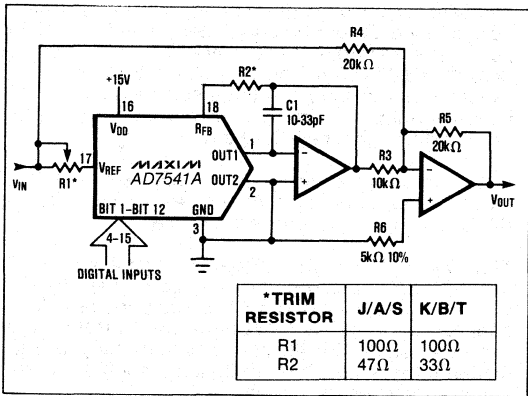 R4
20kΩ
+15V
R2*
16
18
VDD
RFB
C1
10-33pF
R5
20kΩ
17
VREF
MAXIM
AD7541A
OUT1
1
OUT2
2
R3
10kΩ
VIN
R1*
VOUT
BIT 1–BIT 12
GND
4–15
3
R6
5kΩ 10%
DIGITAL INPUTS
*TRIM RESISTOR J/A/S K/B/T
R1 100Ω 100Ω
R2 47Ω 33Ω
−
+
−
+